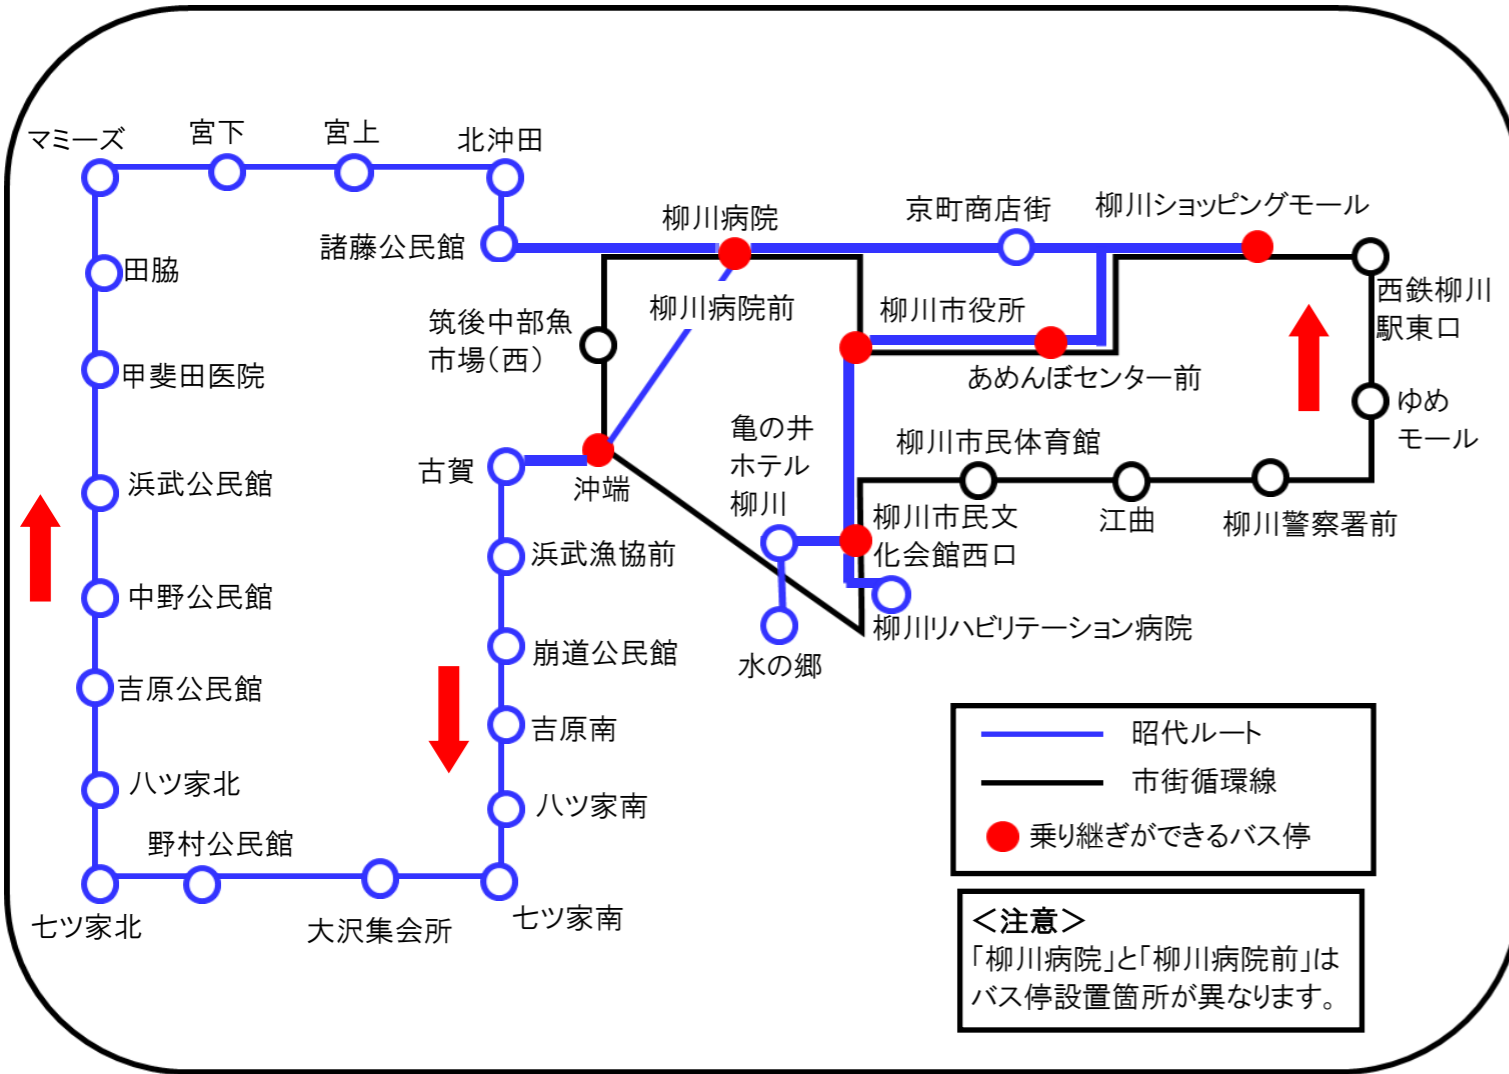 マミーズ
宮下
宮上
北沖田
諸藤公民館
柳川病院
京町商店街
柳川ショッピングモール
田脇
筑後中部魚
市場(西)
柳川病院前
柳川市役所
西鉄柳川
駅東口
甲斐田医院
あめんぼセンター前
ゆめ
モール
古賀
沖端
亀の井
ホテル
柳川
柳川市民体育館
浜武公民館
柳川市民文
化会館西口
江曲
柳川警察署前
浜武漁協前
中野公民館
崩道公民館
水の郷
柳川リハビリテーション病院
吉原公民館
吉原南
八ツ家北
八ツ家南
野村公民館
七ツ家北
大沢集会所
七ツ家南
昭代ルート
市街循環線
乗り継ぎができるバス停
<注意>
「柳川病院」と「柳川病院前」は
バス停設置箇所が異なります。